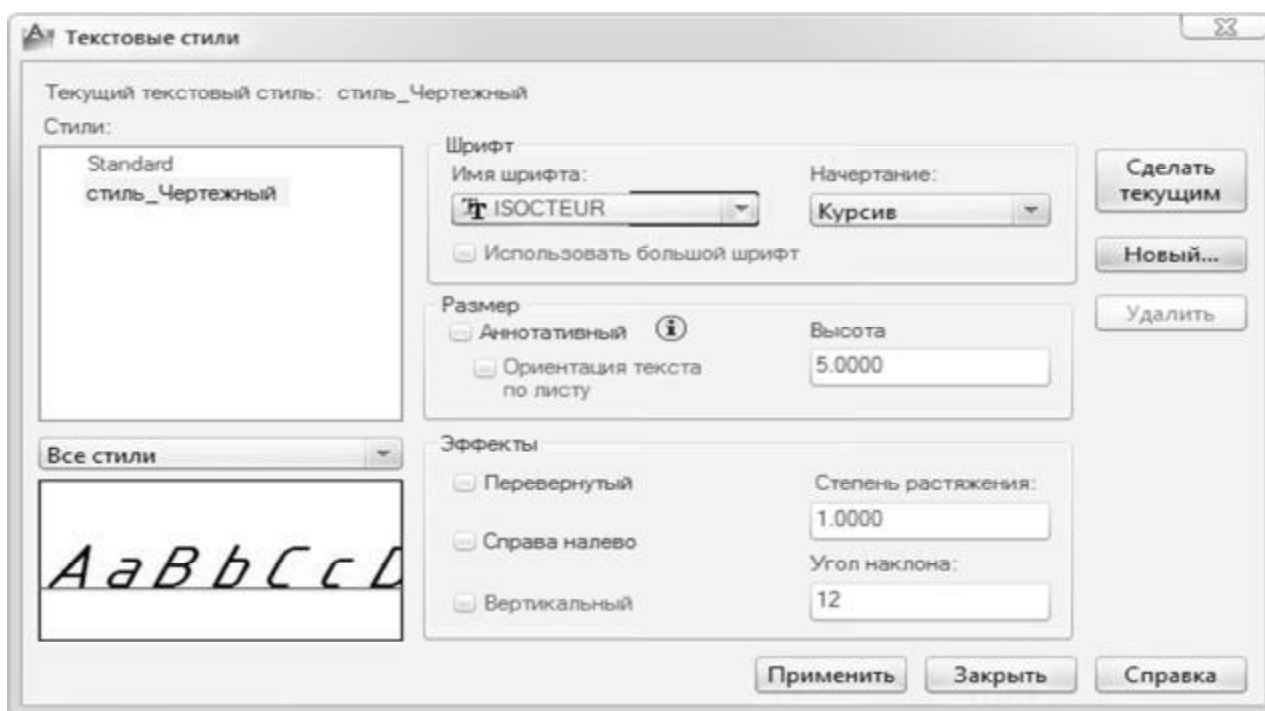 Текстовые стили
Текущий текстовый стиль: стиль_Чертежный
Стили:
Standard
стиль_Чертежный
Все стили
AaBbCcD
Шрифт
Имя шрифта:
ISOCTEUR
Начертание:
Курсив
Использовать большой шрифт
Размер
Аннотативный
Ориентация текста
по листу
Высота
5.0000
Эффекты
Перевернутый
Справа налево
Вертикальный
Степень растяжения:
1.0000
Угол наклона:
12
Сделать
текущим
Новый...
Удалить
Применить
Закрыть
Справка